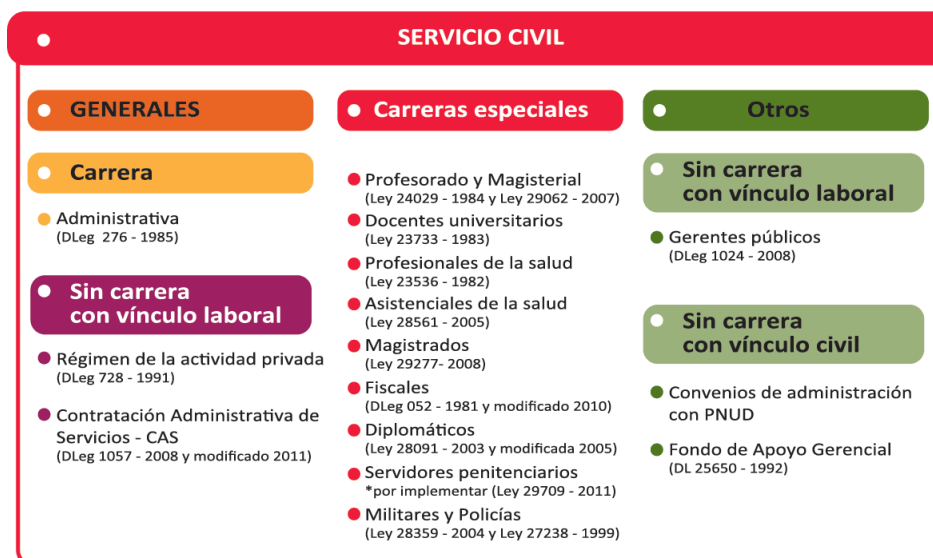 SERVICIO CIVIL
GENERALES
Carrera
Administrativa
(DLeg 276 - 1985)
Sin carrera
con vínculo laboral
Régimen de la actividad privada
(DLeg 728 - 1991)
Contratación Administrativa de
Servicios - CAS
(DLeg 1057 - 2008 y modificado 2011)
Carreras especiales
Profesorado y Magisterial
(Ley 24029 - 1984 y Ley 29062 - 2007)
Docentes universitarios
(Ley 23733 - 1983)
Profesionales de la salud
(Ley 23536 - 1982)
Asistenciales de la salud
(Ley 28561 - 2005)
Magistrados
(Ley 29277- 2008)
Fiscales
(DLeg 052 - 1981 y modificado 2010)
Diplomáticos
(Ley 28091 - 2003 y modificada 2005)
Servidores penitenciarios
*por implementar (Ley 29709 - 2011)
Militares y Policías
(Ley 28359 - 2004 y Ley 27238 - 1999)
Otros
Sin carrera
con vínculo laboral
Gerentes públicos
(DLeg 1024 - 2008)
Sin carrera
con vínculo civil
Convenios de administración
con PNUD
Fondo de Apoyo Gerencial
(DL 25650 - 1992)